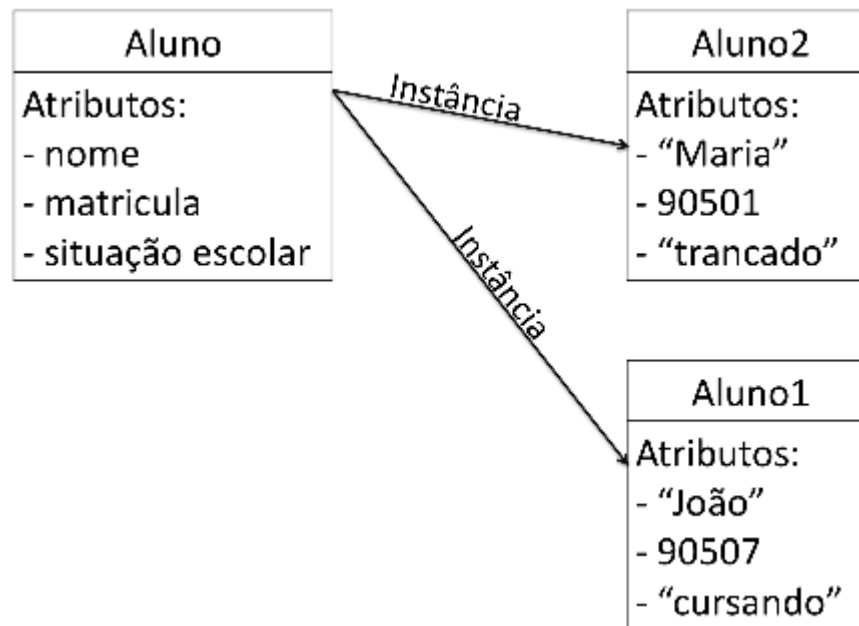 Aluno
Atributos:
- nome
- matricula
- situação escolar
Instância
Instância
Aluno2
Atributos:
- “Maria”
- 90501
- “trancado”
Aluno1
Atributos:
- “João”
- 90507
- “cursando”